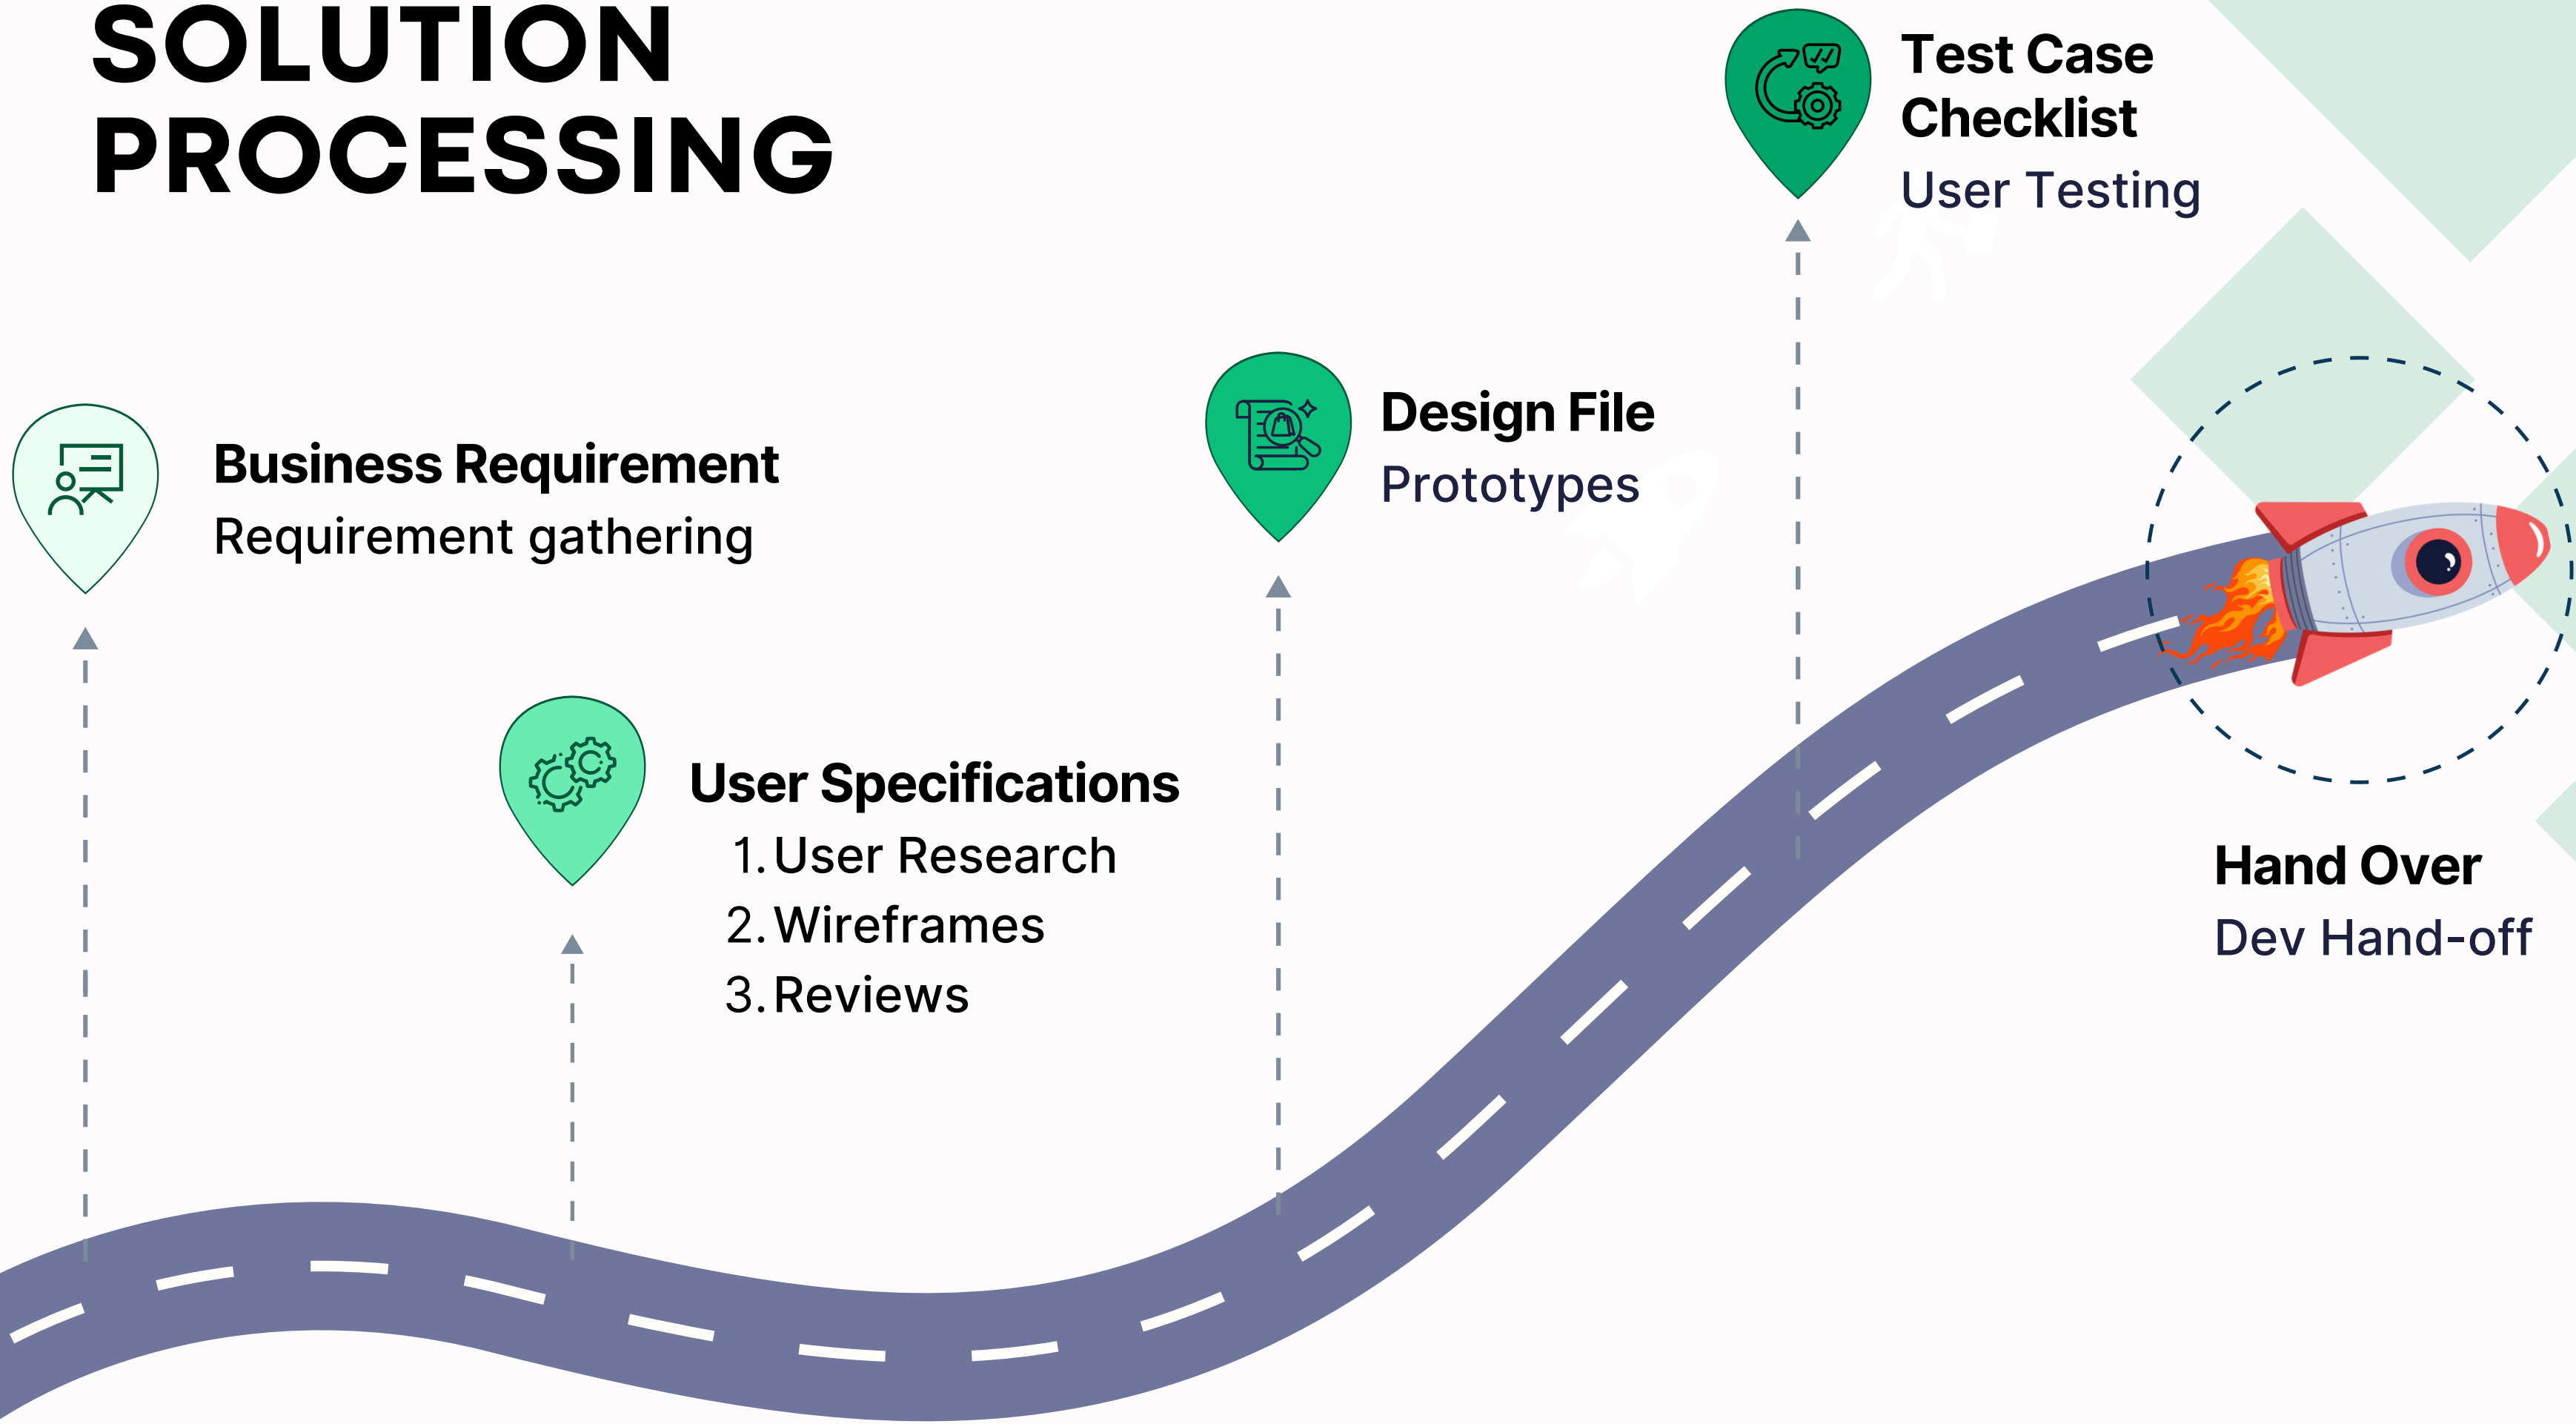 SOLUTION
PROCESSING
Business Requirement
Requirement gathering
User Specifications
1. User Research
2. Wireframes
3. Reviews
Design File
Prototypes
Test Case
Checklist
User Testing
Hand Over
Dev Hand-off